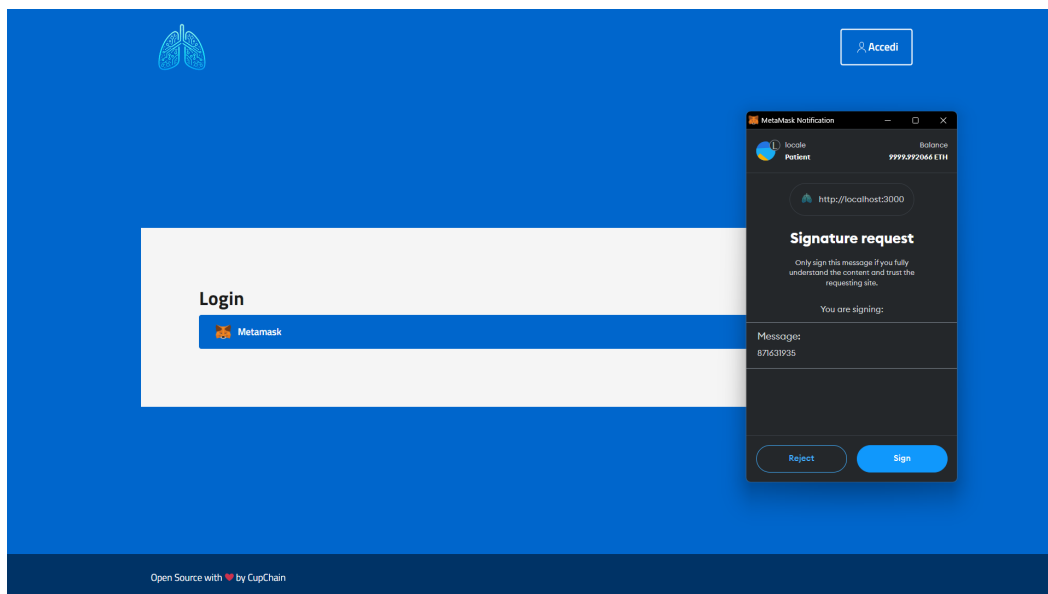 Accedi
MetaMask Notification
L
locale
Balance
Patient
9999.992066 ETH
http://localhost:3000
Signature request
Only sign this message if you fully
understand the content and trust the
requesting site.
You are signing:
Message:
871631935
Reject
Sign
Login
Metamask
Open Source with ❤ by CupChain